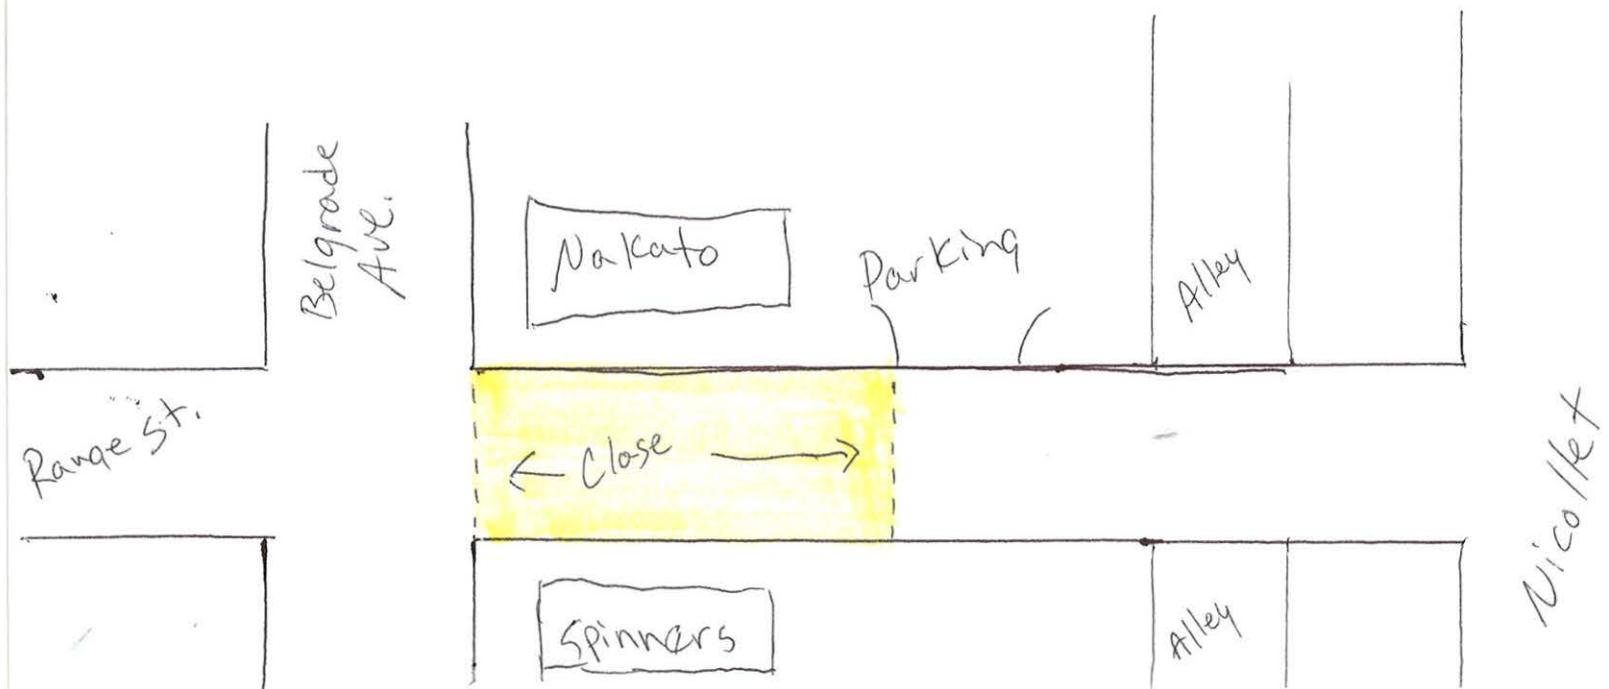 Belgrade
Ave.
Nakato
Parking
Alley
Range St.
← Close →
Nicollet
Spinners
Alley